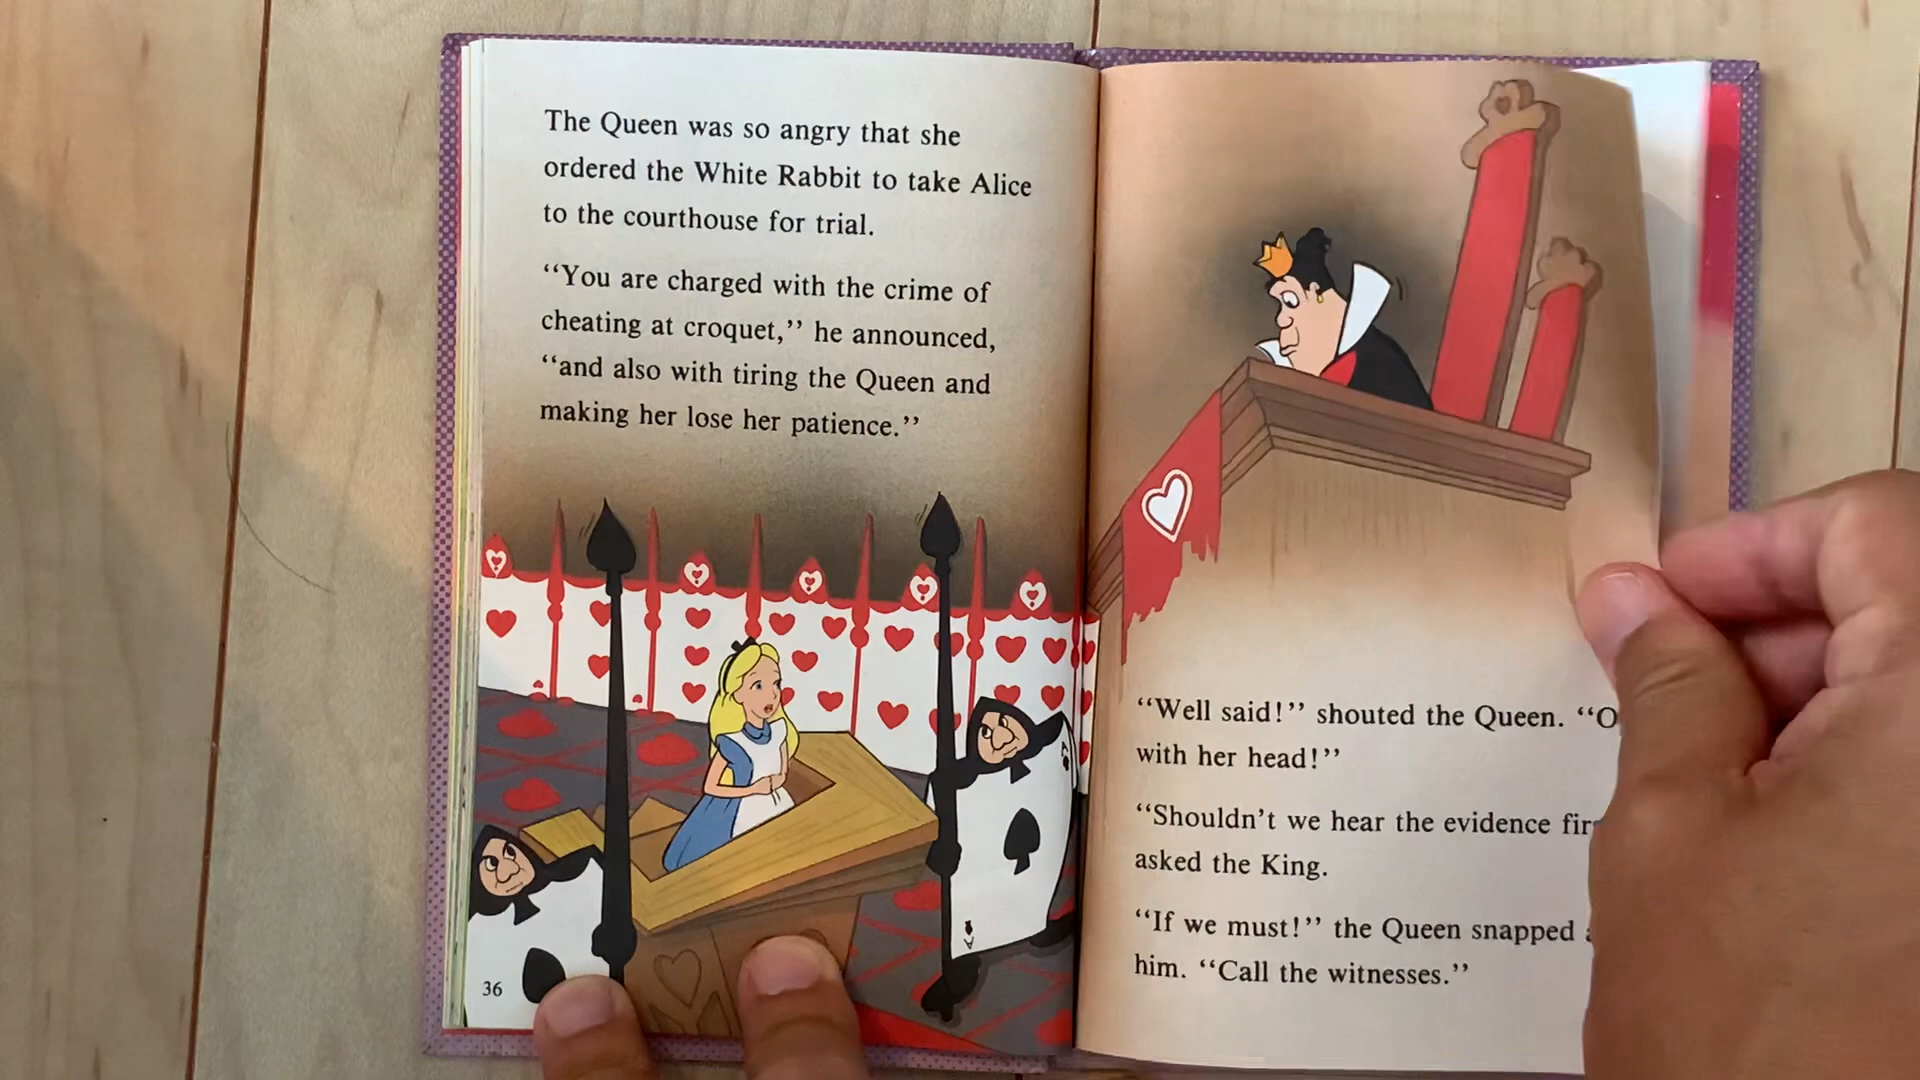 The Queen was so angry that she
ordered the White Rabbit to take Alice
to the courthouse for trial.
“You are charged with the crime of
cheating at croquet,” he announced,
“and also with tiring the Queen and
making her lose her patience.”
36
“Well said!” shouted the Queen. “O
with her head!”
“Shouldn’t we hear the evidence
asked the King.
“If we must!” the Queen snapped
him. “Call the witnesses.”